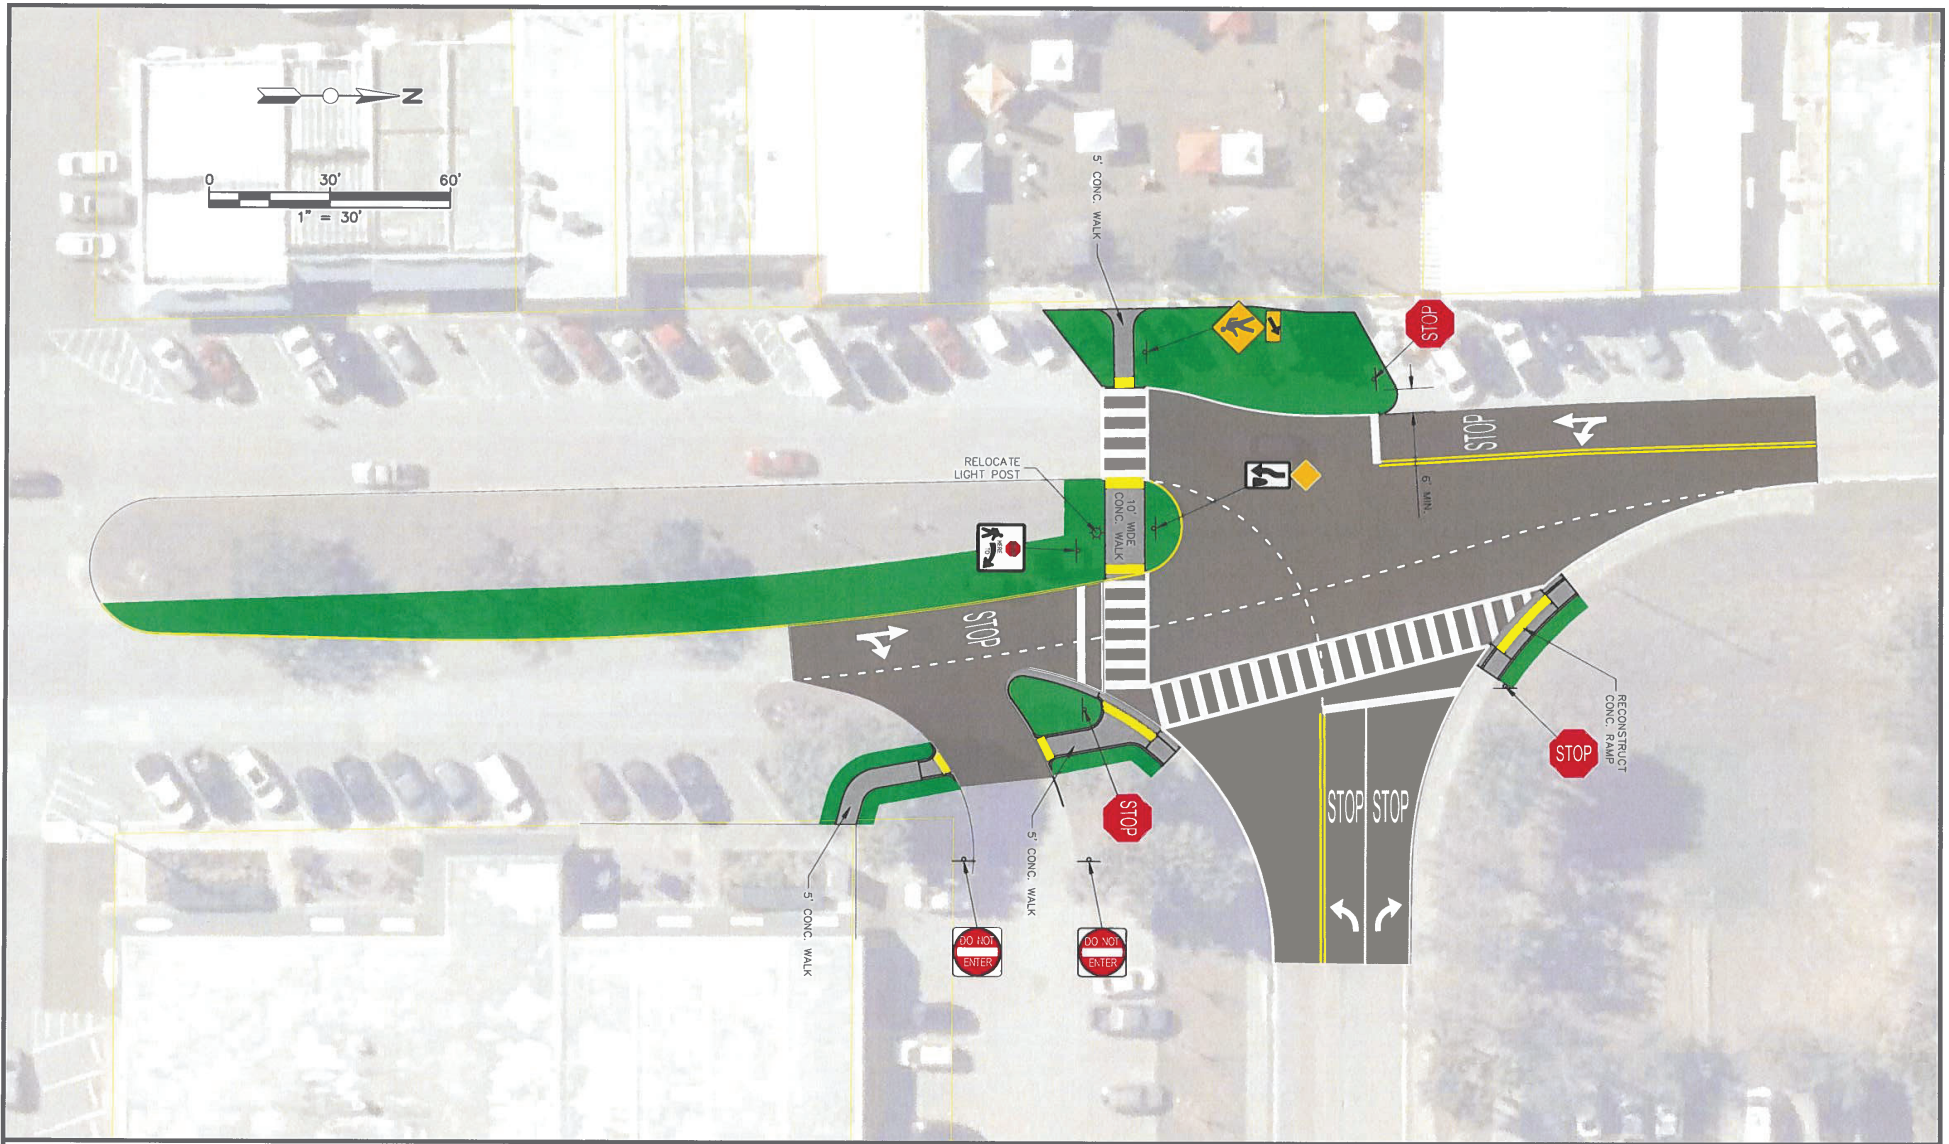 N
0 30' 60'
1" = 30'
5' CONC. WALK
STOP
STOP
6' MIN.
RELOCATE
LIGHT POST
10' WIDE
CONC. WALK
HERE
TO
STOP
RECONSTRUCT
CONC. RAMP
STOP
STOP
STOP
STOP
5' CONC. WALK
5' CONC. WALK
DO NOT
ENTER
DO NOT
ENTER